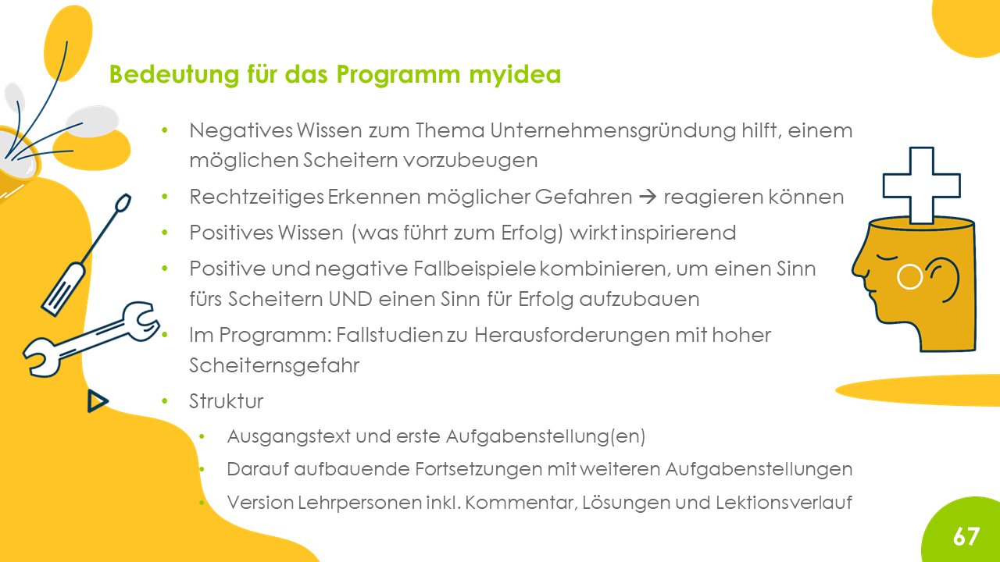 Bedeutung für das Programm myidea
• Negatives Wissen zum Thema Unternehmensgründung hilft, einem
möglichen Scheitern vorzubeugen
• Rechtzeitiges Erkennen möglicher Gefahren → reagieren können
• Positives Wissen (was führt zum Erfolg) wirkt inspirierend
• Positive und negative Fallbeispiele kombinieren, um einen Sinn
fürs Scheitern UND einen Sinn für Erfolg aufzubauen
• Im Programm: Fallstudien zu Herausforderungen mit hoher
Scheiternsgefahr
• Struktur
• Ausgangstext und erste Aufgabenstellung(en)
• Darauf aufbauende Fortsetzungen mit weiteren Aufgabenstellungen
• Version Lehrpersonen inkl. Kommentar, Lösungen und Lektionsverlauf
67